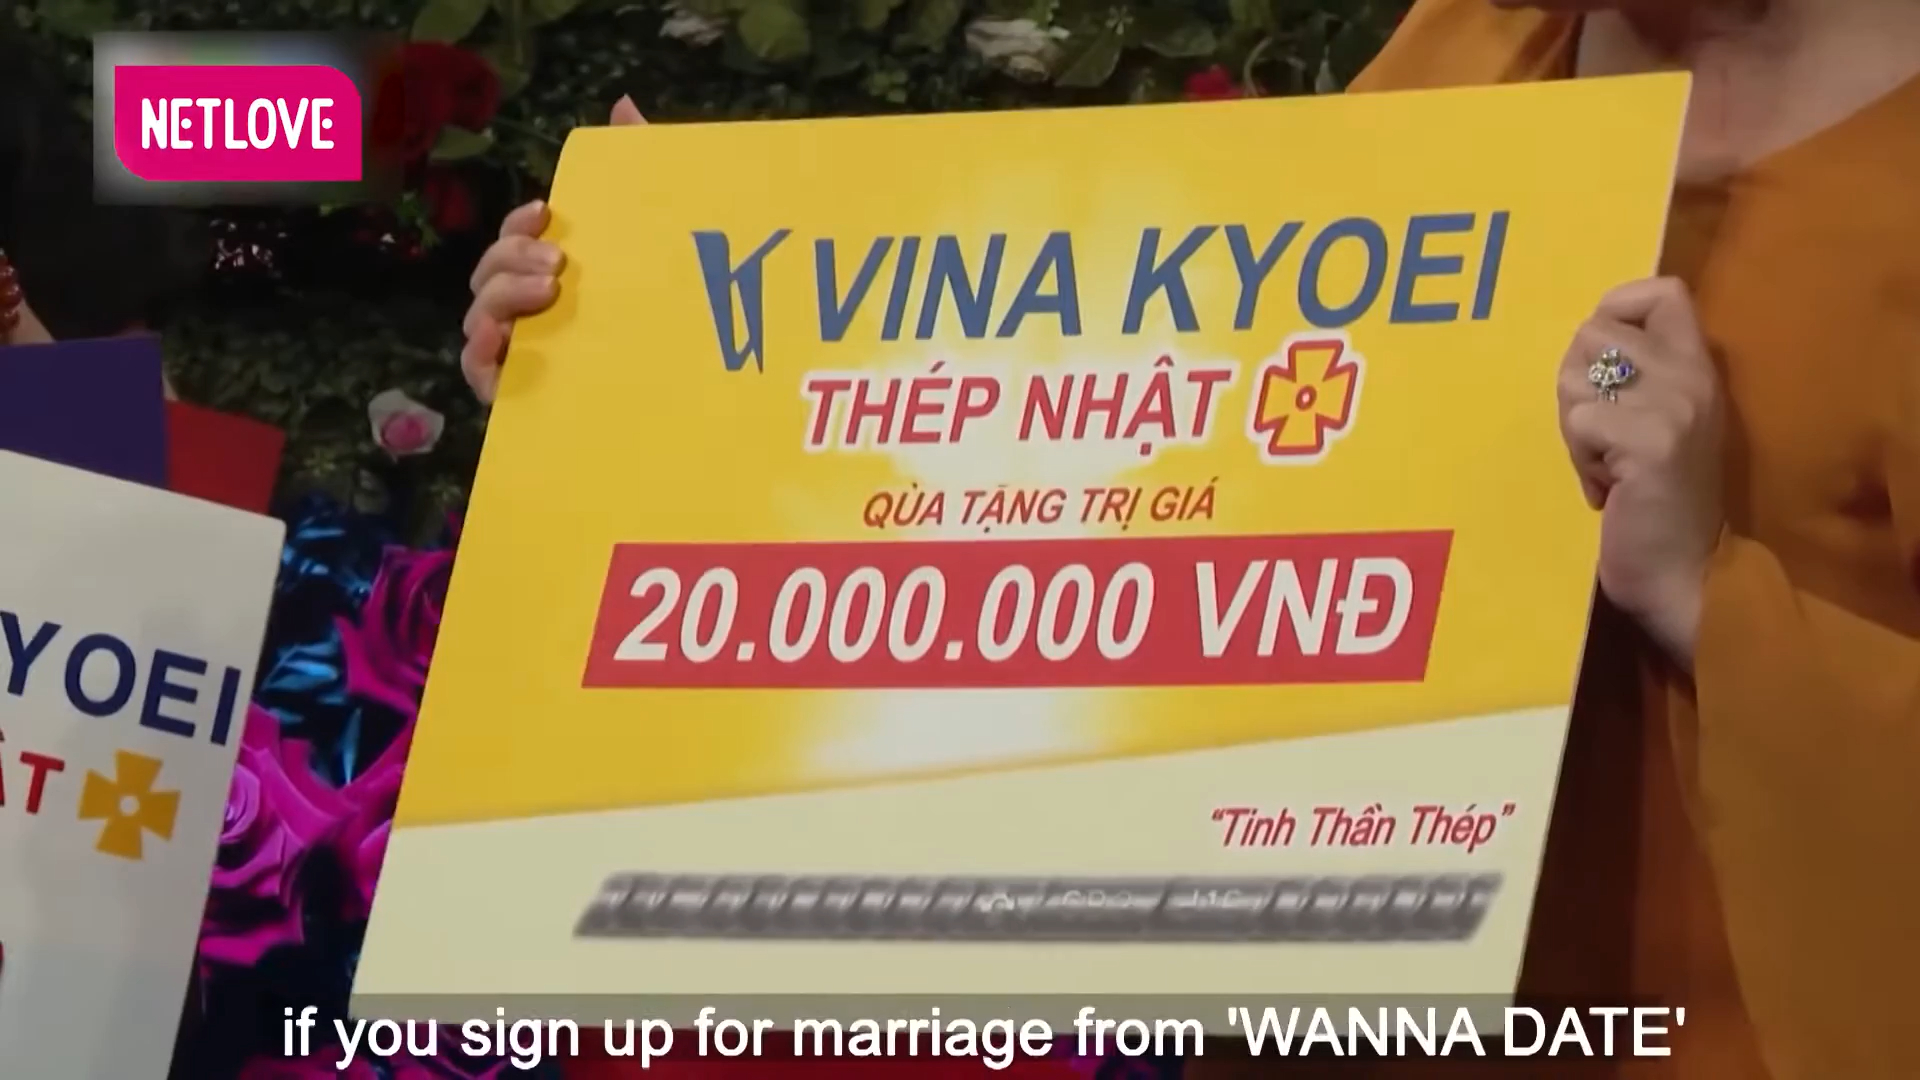 NETLOVE
VINA KYOEI
THÉP NHẬT
QÙA TẶNG TRỊ GIÁ
20.000.000 VNĐ
"Tinh Thần Thép"
YOEI
ẬT
if you sign up for marriage from 'WANNA DATE'